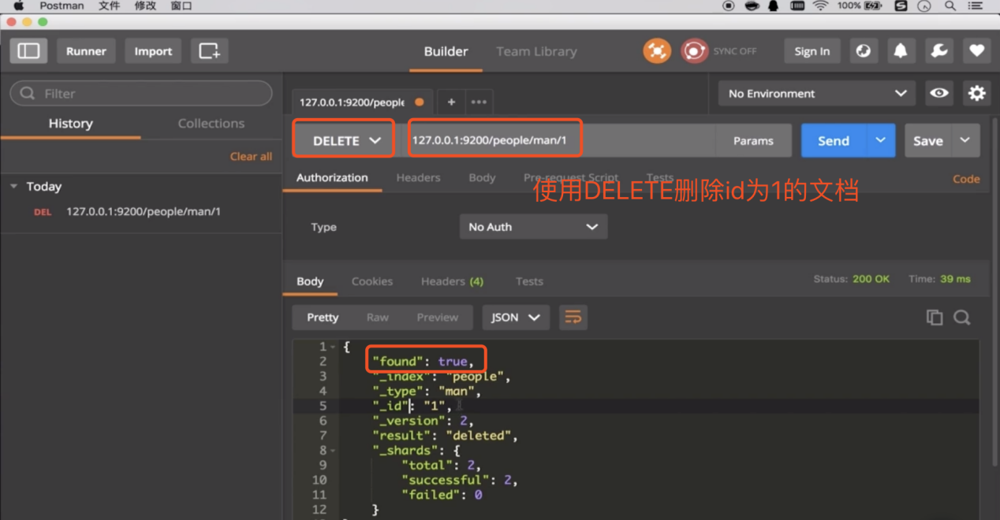 Postman 文件 修改 窗口 100%
Runner Import Builder Team Library SYNC OFF Sign In
Filter
127.0.0.1:9200/people + ••• No Environment
History Collections
DELETE 127.0.0.1:9200/people/man/1 Params Send Save
Clear all
Authorization Headers Body Pre-request Script Tests Code
使用DELETE删除id为1的文档
Today
DEL 127.0.0.1:9200/people/man/1
Type No Auth
Body Cookies Headers (4) Tests Status: 200 OK Time: 39 ms
Pretty Raw Preview JSON
1 {
2 "found": true,
3 "_index": "people",
4 "_type": "man",
5 "_id": "1",
6 "_version": 2,
7 "result": "deleted",
8 "_shards": {
9 "total": 2,
10 "successful": 2,
11 "failed": 0
12 }